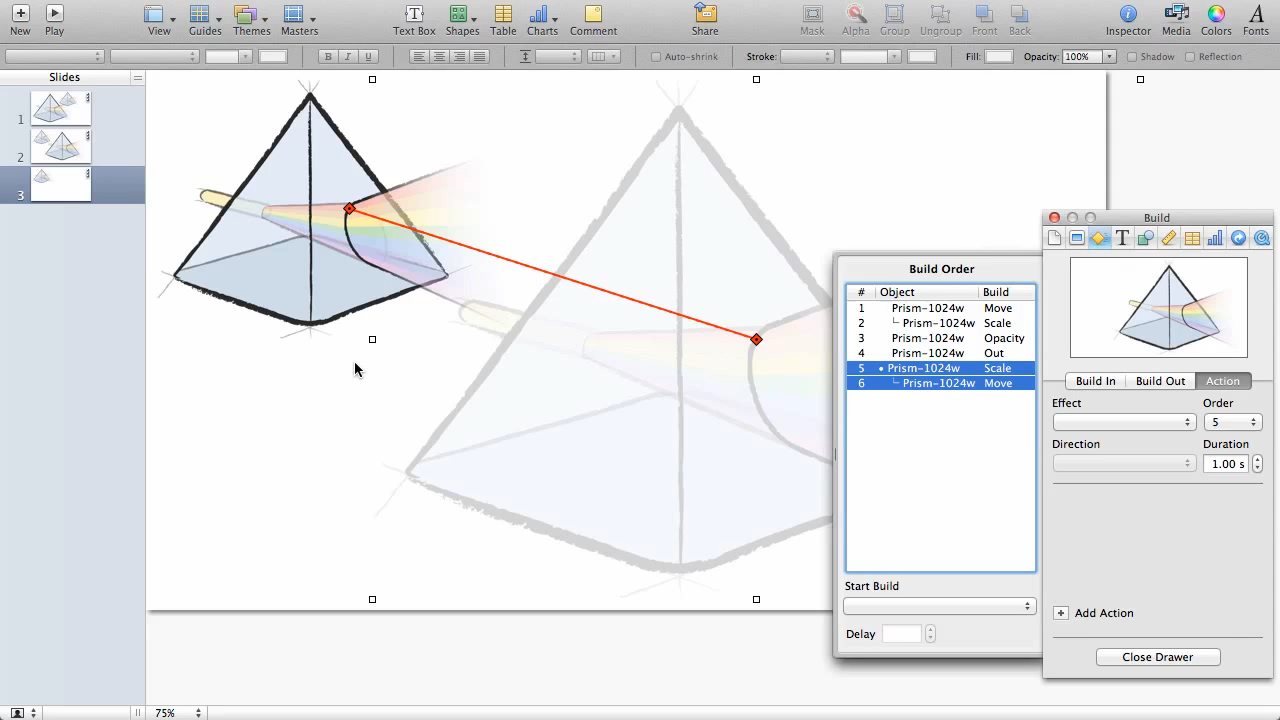 New Play View Guides Themes Masters Text Box Shapes Table Charts Comment Share Mask Alpha Group Ungroup Front Back Inspector Media Colors Fonts
B I U Auto-shrink Stroke: Fill: Opacity: 100% Shadow Reflection
Slides
1
2
3
Build
Build Order
# Object Build
1 Prism-1024w Move
2 Prism-1024w Scale
3 Prism-1024w Opacity
4 Prism-1024w Out
5 • Prism-1024w Scale
6 Prism-1024w Move
Start Build
Delay
T
Build In Build Out Action
Effect Order
5
Direction Duration
1.00 s
+ Add Action
Close Drawer
75%